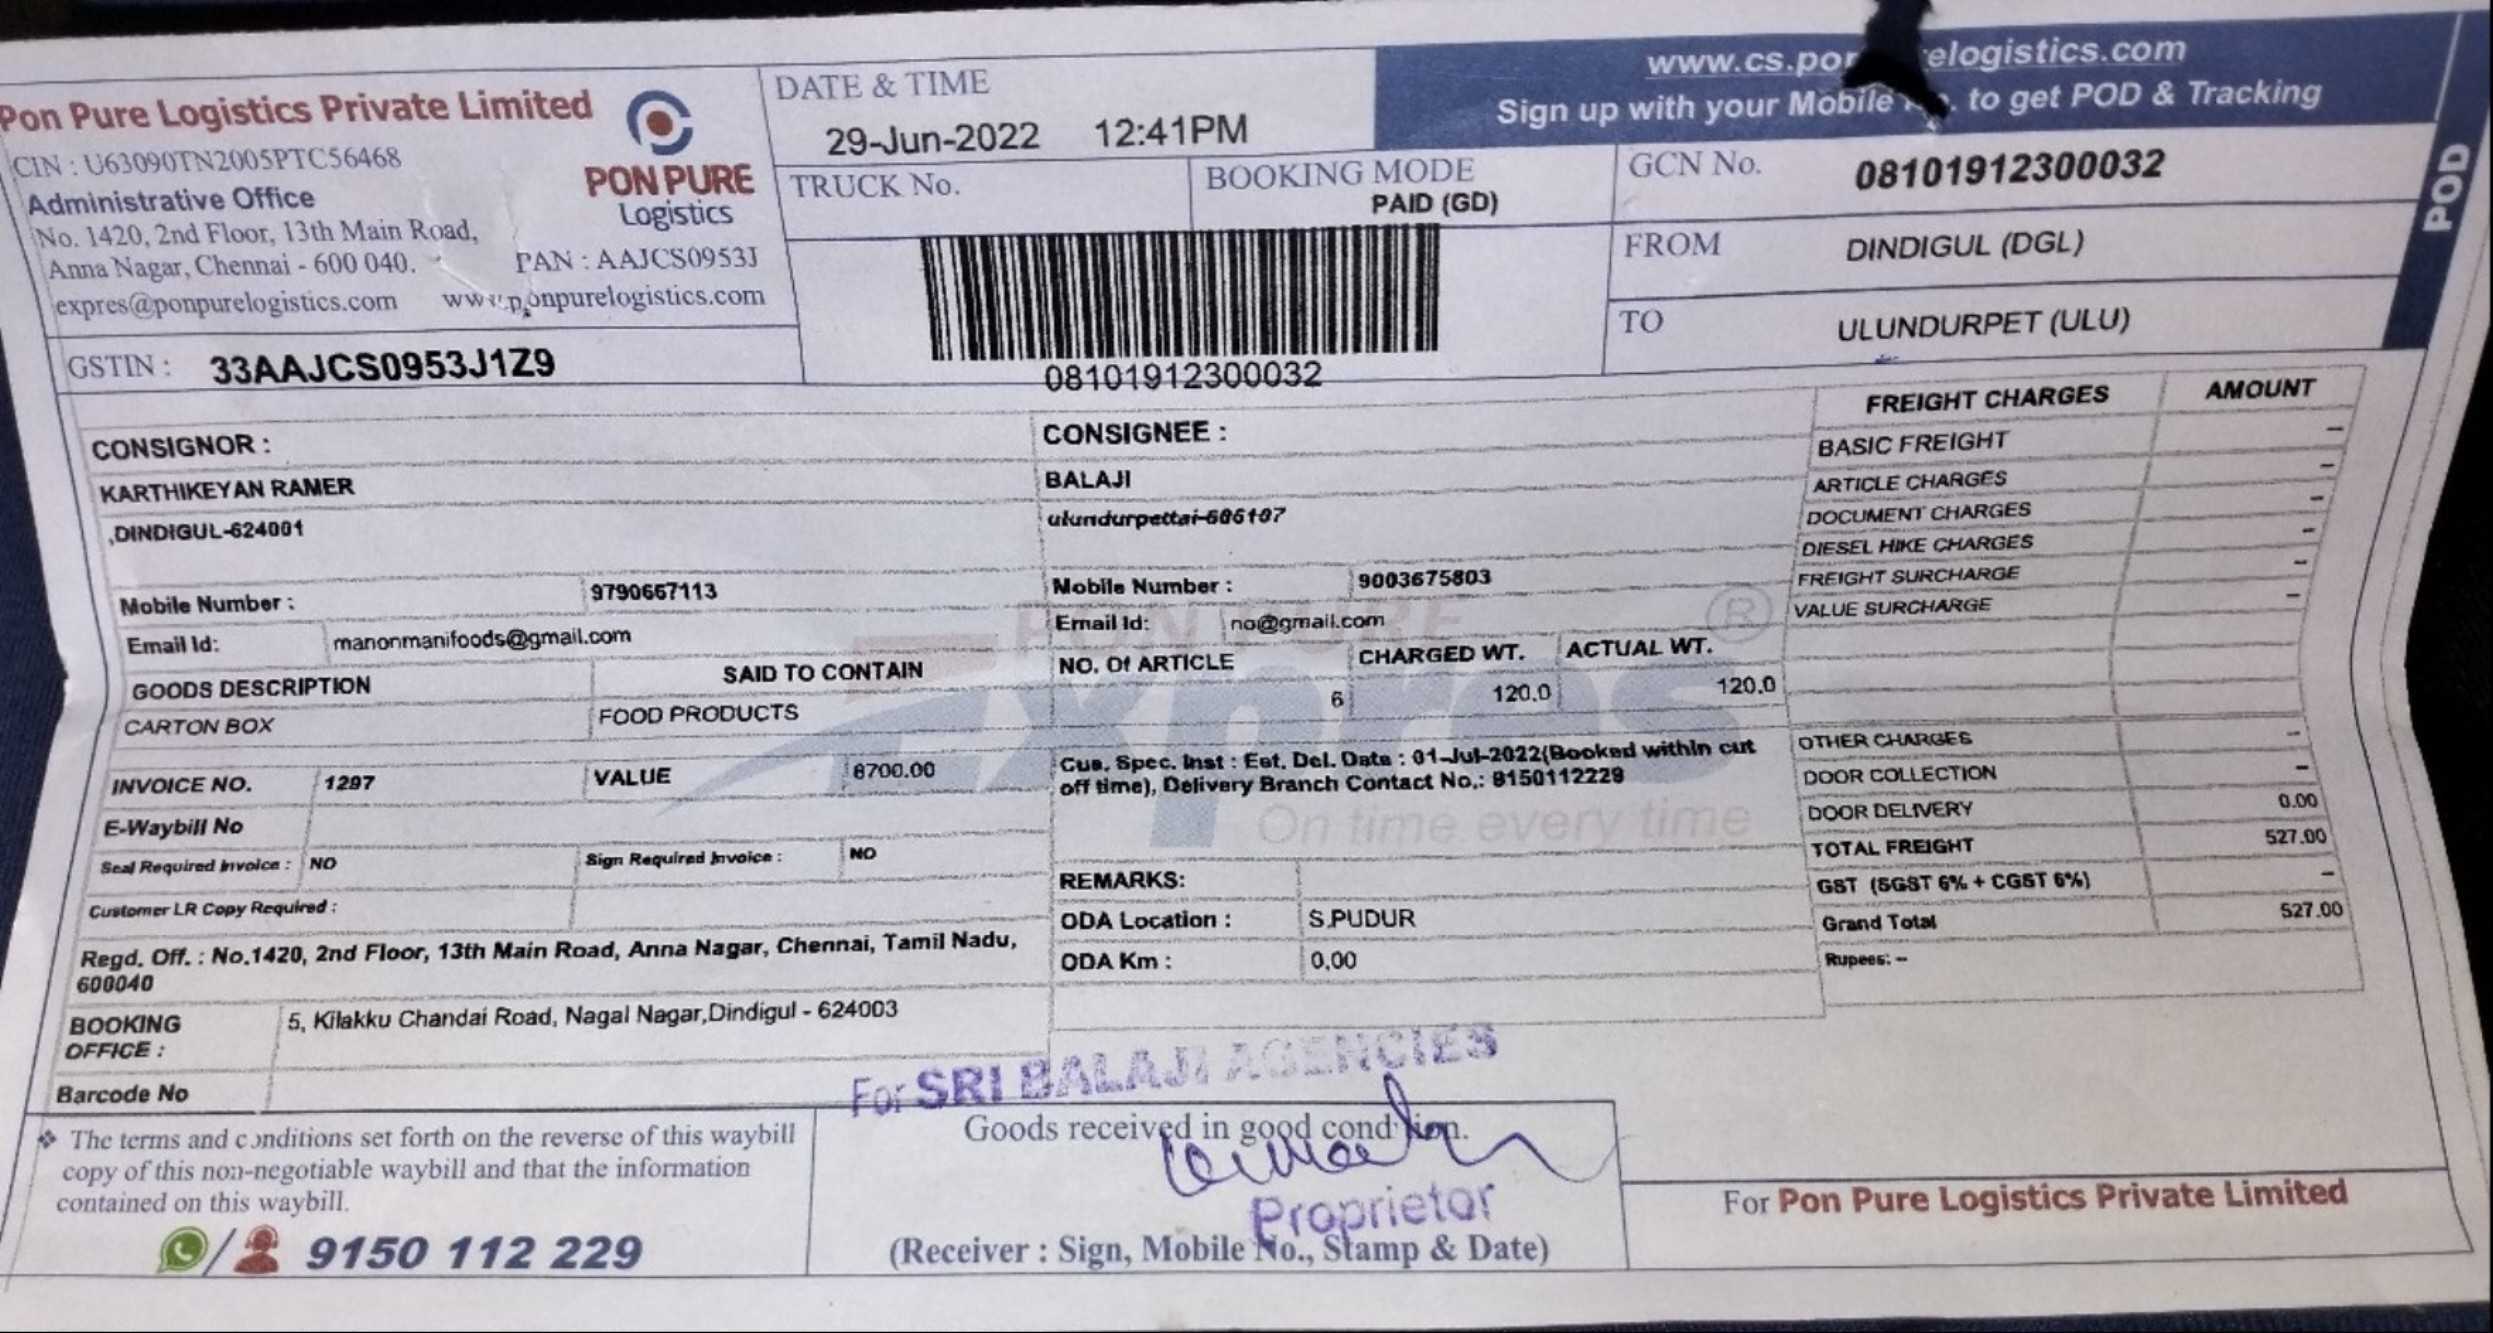 www.cs.por elogistics.com
Sign up with your Mobile to get POD & Tracking
POD
Pon Pure Logistics Private Limited
CIN : U63090TN2005PTC56468
Administrative Office
No. 1420, 2nd Floor, 13th Main Road,
Anna Nagar, Chennai - 600 040.
PAN : AAJCS0953J
expres@ponpurelogistics.com www.ponpurelogistics.com
PON PURE
Logistics
GSTIN : 33AAJCS0953J1Z9
DATE & TIME
29-Jun-2022 12:41PM
TRUCK No.
BOOKING MODE
PAID (GD)
08101912300032
GCN No. 08101912300032
FROM DINDIGUL (DGL)
TO ULUNDURPET (ULU)
CONSIGNOR :
KARTHIKEYAN RAMER
,DINDIGUL-624001
Mobile Number : 9790667113
Email Id: manonmanifoods@gmail.com
CONSIGNEE :
BALAJI
ulundurpettai-606107
Mobile Number : 9003675803
Email Id: no@gmail.com
GOODS DESCRIPTION SAID TO CONTAIN NO. Of ARTICLE CHARGED WT. ACTUAL WT.
CARTON BOX FOOD PRODUCTS 6 120.0 120.0
INVOICE NO. 1297 VALUE 8700.00
E-Waybill No
Seal Required Invoice : NO Sign Required Invoice : NO
Customer LR Copy Required :
Cus. Spec. Inst : Est. Del. Date : 01-Jul-2022(Booked within cut
off time), Delivery Branch Contact No.: 9150112229
PON PURE
Expres ®
On time every time
REMARKS:
ODA Location : S.PUDUR
ODA Km : 0.00
Regd. Off. : No.1420, 2nd Floor, 13th Main Road, Anna Nagar, Chennai, Tamil Nadu,
600040
BOOKING
OFFICE :
5, Kilakku Chandai Road, Nagal Nagar,Dindigul - 624003
Barcode No
FREIGHT CHARGES AMOUNT
BASIC FREIGHT –
ARTICLE CHARGES –
DOCUMENT CHARGES –
DIESEL HIKE CHARGES –
FREIGHT SURCHARGE –
VALUE SURCHARGE –
OTHER CHARGES –
DOOR COLLECTION –
DOOR DELIVERY 0.00
TOTAL FREIGHT 527.00
GST (SGST 6% + CGST 6%) –
Grand Total 527.00
Rupees: –
❖ The terms and conditions set forth on the reverse of this waybill
copy of this non-negotiable waybill and that the information
contained on this waybill.
/ 9150 112 229
For SRI BALAJI AGENCIES
Goods received in good condition.
Proprietor
(Receiver : Sign, Mobile No., Stamp & Date)
For Pon Pure Logistics Private Limited